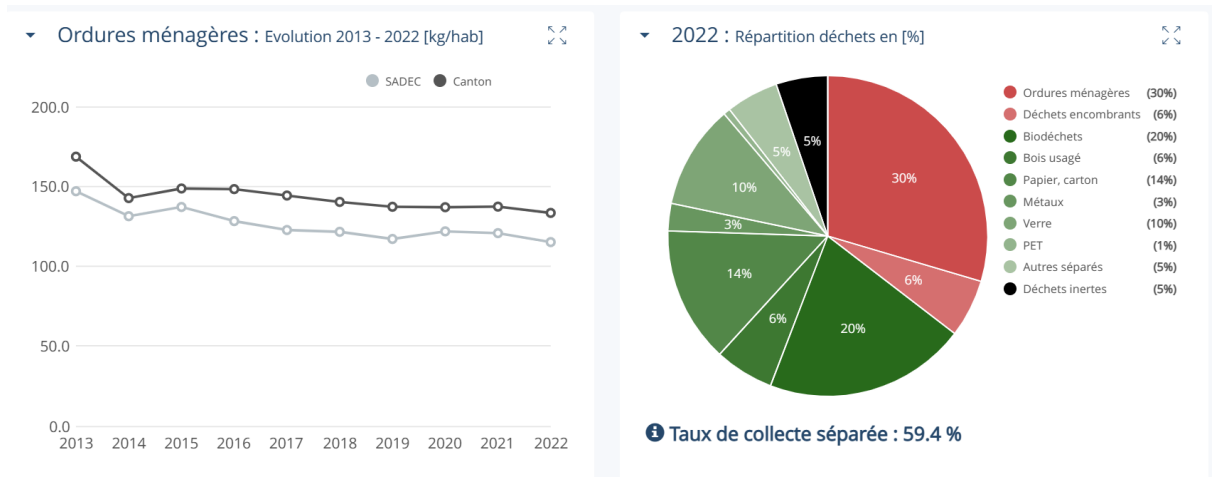 Ordures ménagères : Evolution 2013 - 2022 [kg/hab]
SADEC Canton
200.0
150.0
100.0
50.0
0.0
2013 2014 2015 2016 2017 2018 2019 2020 2021 2022
2022 : Répartition déchets en [%]
30%
6%
20%
6%
14%
3%
10%
5%
5%
Ordures ménagères (30%)
Déchets encombrants (6%)
Biodéchets (20%)
Bois usagé (6%)
Papier, carton (14%)
Métaux (3%)
Verre (10%)
PET (1%)
Autres séparés (5%)
Déchets inertes (5%)
Taux de collecte séparée : 59.4 %